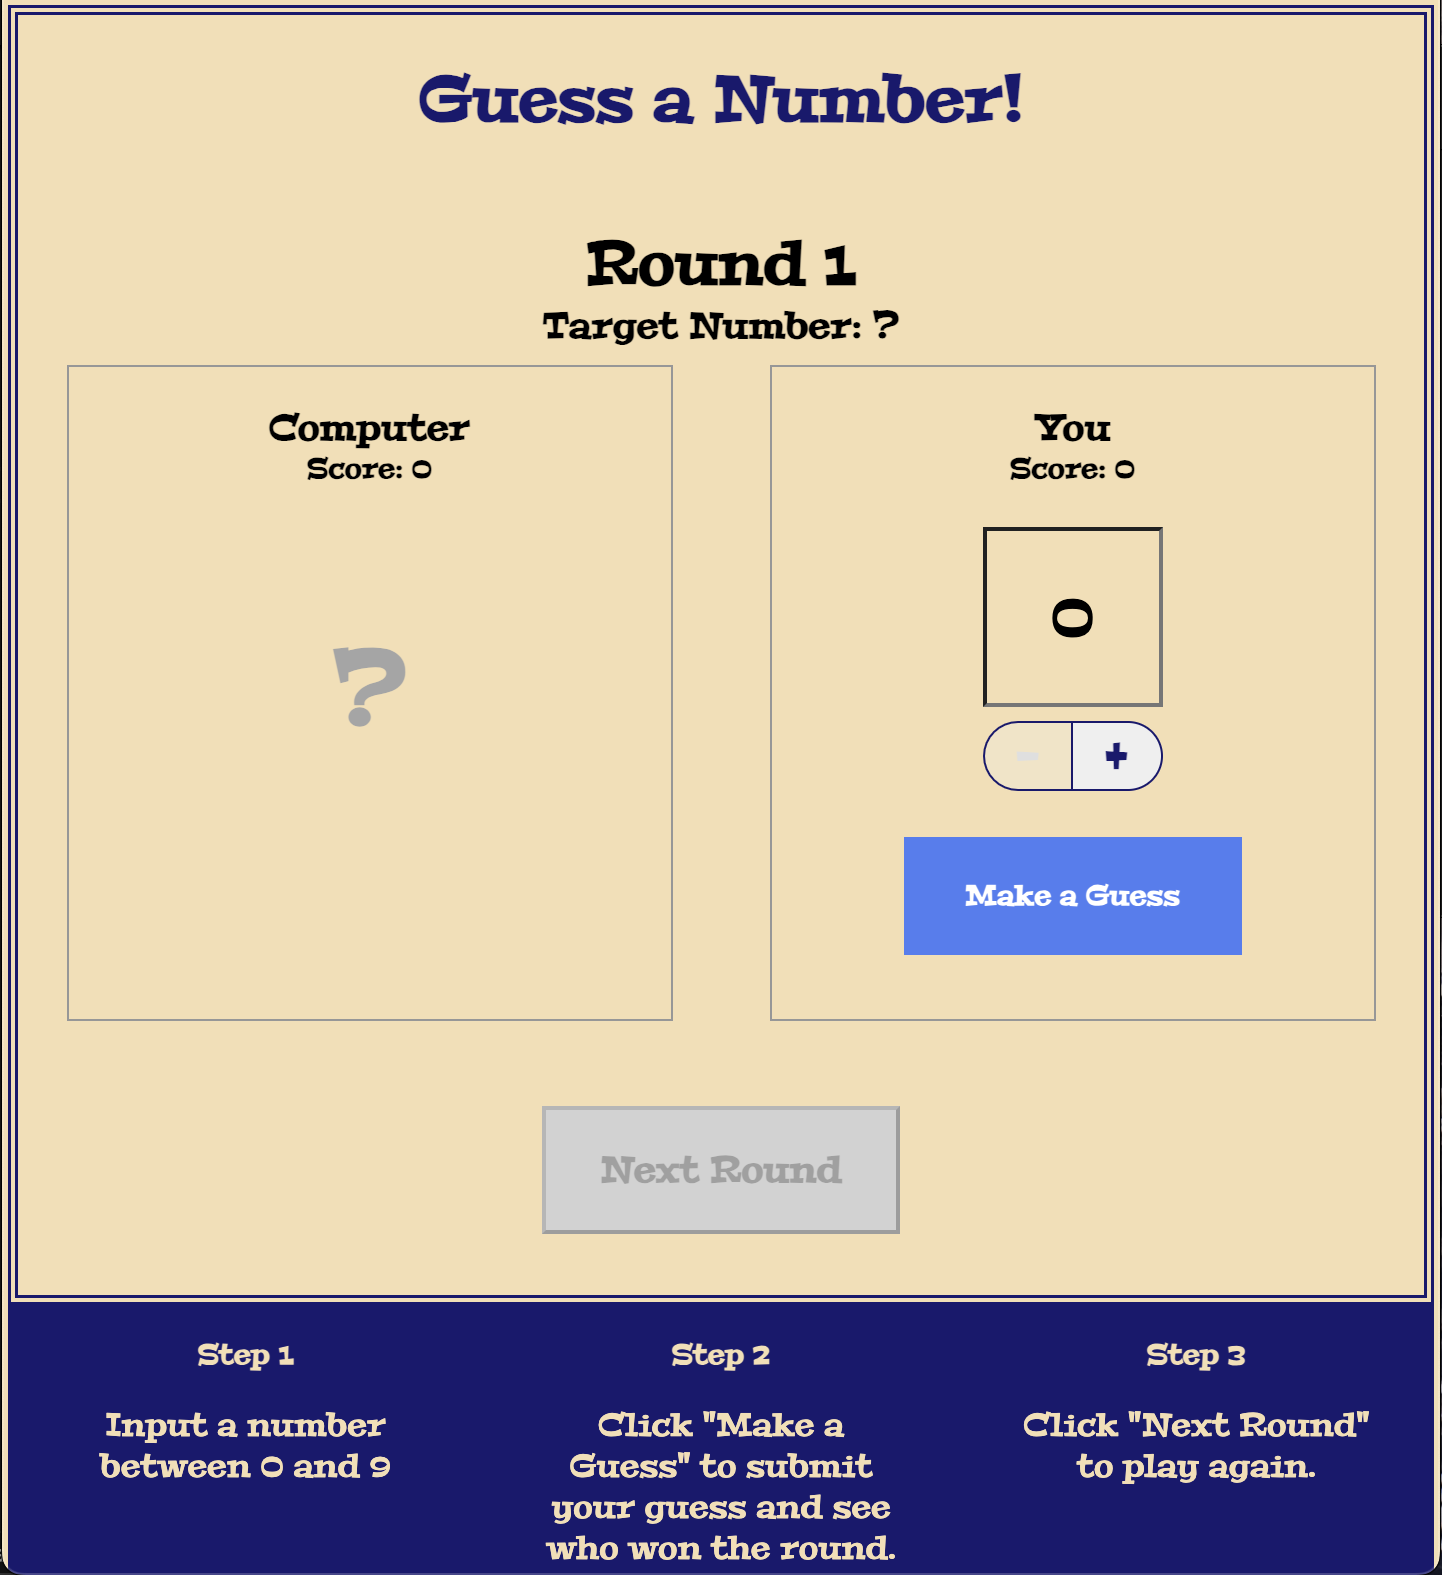 Guess a Number!
Round 1
Target Number: ?
Computer
Score: 0
?
You
Score: 0
0
- +
Make a Guess
Next Round
Step 1
Input a number
between 0 and 9
Step 2
Click "Make a
Guess" to submit
your guess and see
who won the round.
Step 3
Click "Next Round"
to play again.